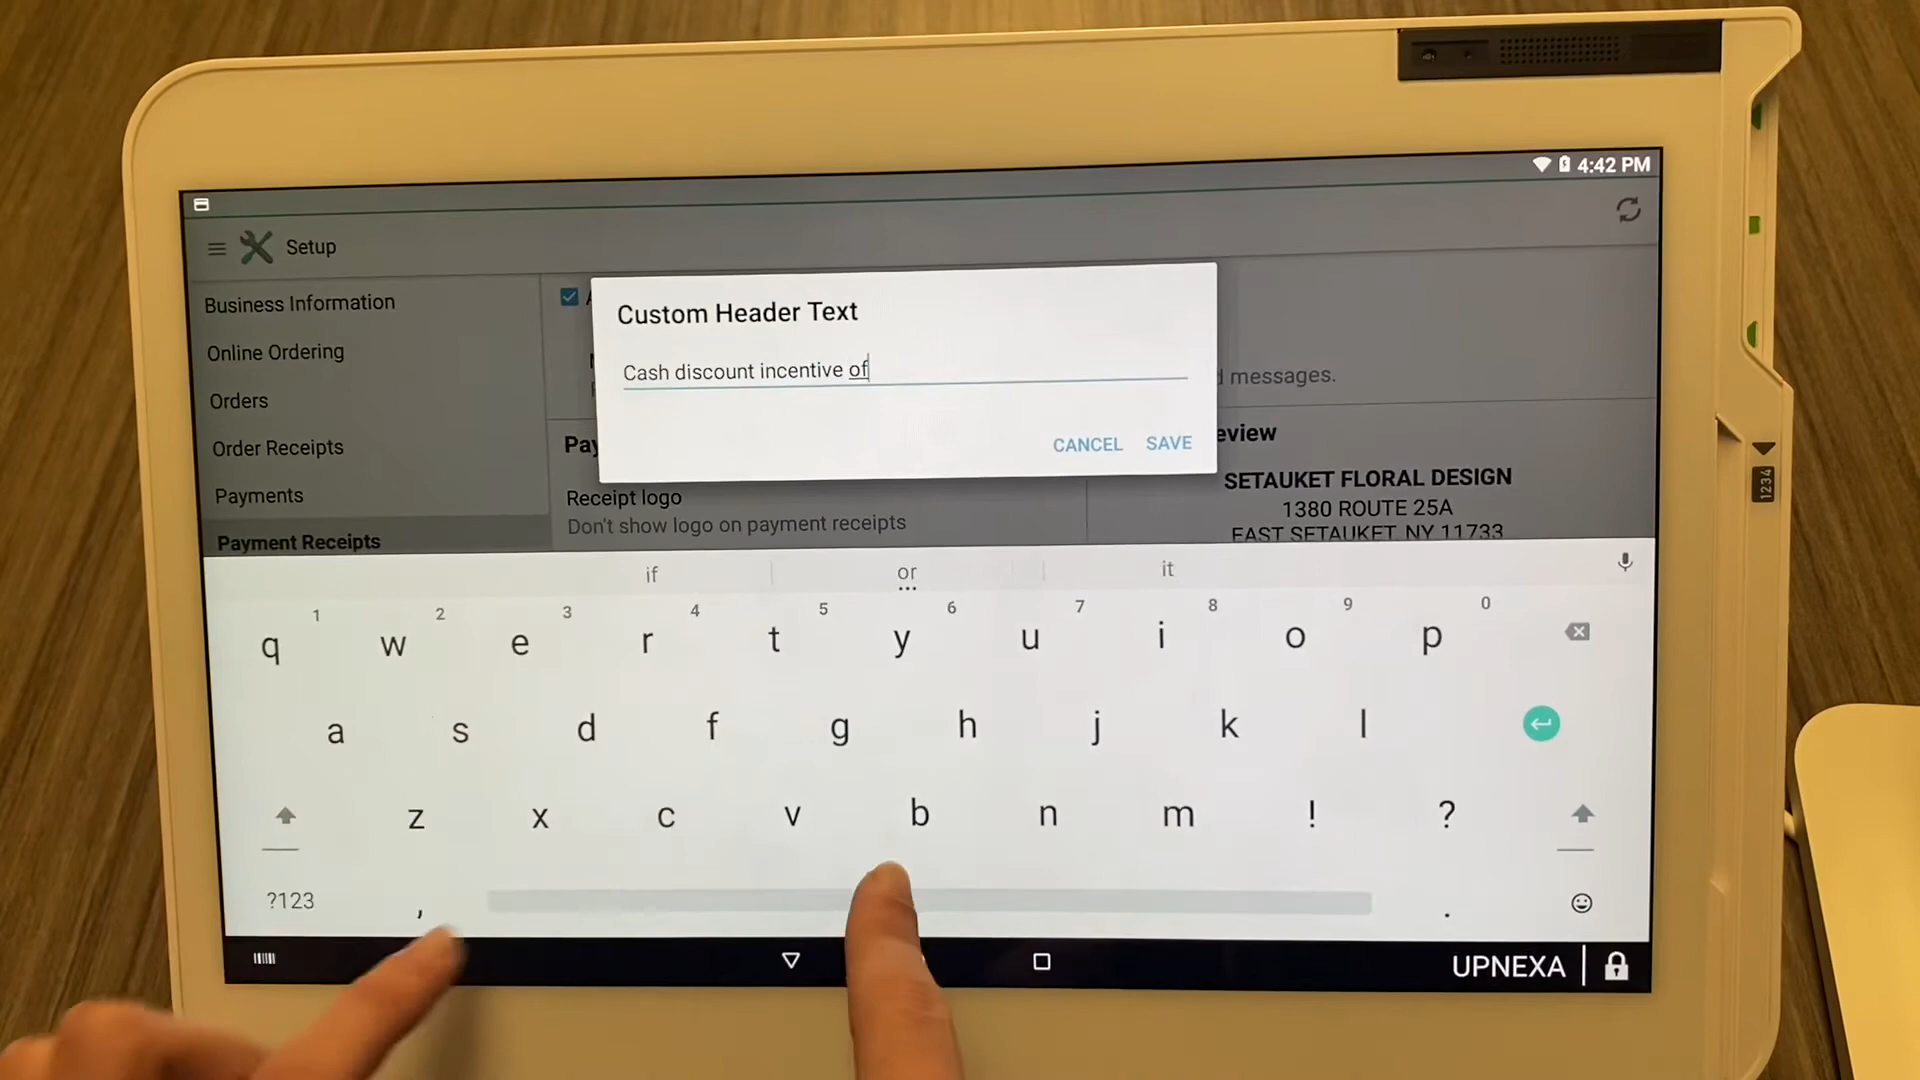 4:42 PM
Setup
Business Information
Online Ordering
Orders
Order Receipts
Payments
Payment Receipts
Custom Header Text
Cash discount incentive of
CANCEL SAVE
messages.
Pay
Receipt logo
Don't show logo on payment receipts
eview
SETAUKET FLORAL DESIGN
1380 ROUTE 25A
EAST SETAUKET NY 11733
if or it
1 2 3 4 5 6 7 8 9 0
q w e r t y u i o p
a s d f g h j k l
z x c v b n m ! ?
?123 , .
UPNEXA
1234